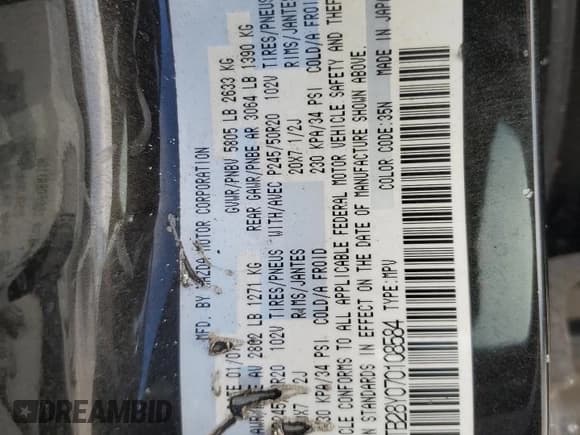 MFD. BY MAZDA MOTOR CORPORATION
GVWR/PNBV 5805 LB 2633 KG
REAR GAWR/PNBE AR 3064 LB 1390 KG
AV 2802 LB 1271 KG WITH/AVEC P245/50R20 102V TIRES/PNEUS
102V TIRES/PNEUS 20X7-1/2J RIMS/JANTES
RIMS/JANTES 230 KPA/34 PSI COLD/A FROID
KPA/34 PSI COLD/A FROID
CONFORMS TO ALL APPLICABLE FEDERAL MOTOR VEHICLE SAFETY AND THEFT
STANDARDS IN EFFECT ON THE DATE OF MANUFACTURE SHOWN ABOVE.
TB28Y070108584 TYPE:MPV COLOR CODE:35N MADE IN JAPAN
DREAMBID